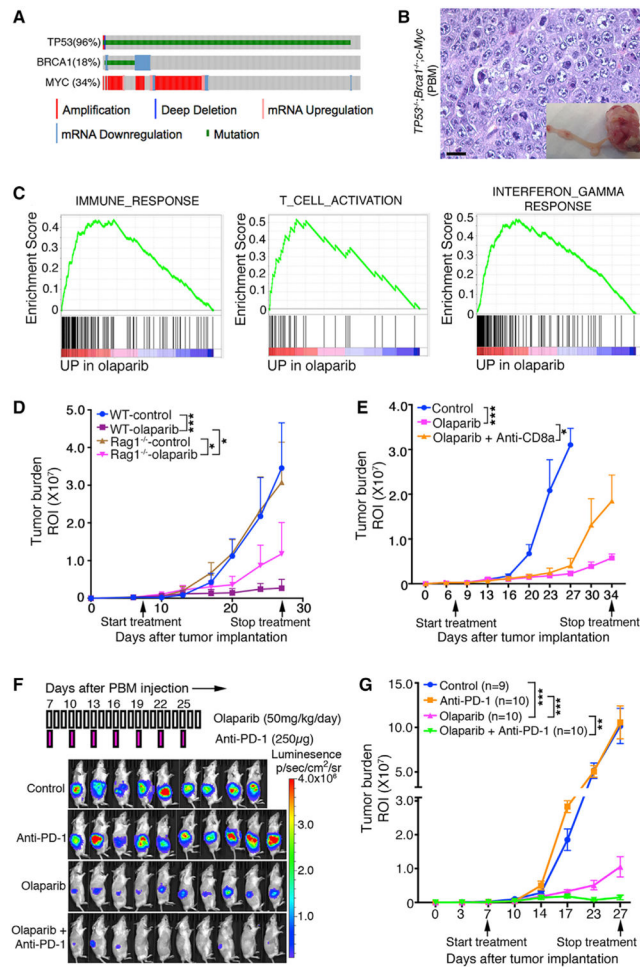 A
TP53(96%)
BRCA1(18%)
MYC (34%)
Amplification
Deep Deletion
mRNA Upregulation
mRNA Downregulation
Mutation
B
TP53-/-;Brca1-/-;c-Myc
(PBM)
C
IMMUNE_RESPONSE
T_CELL_ACTIVATION
INTERFERON_GAMMA
RESPONSE
Enrichment Score
0.4
0.3
0.2
0.1
0
UP in olaparib
Enrichment Score
0.5
0.4
0.3
0.2
0.1
0
UP in olaparib
Enrichment Score
0.5
0.4
0.3
0.2
0.1
0
UP in olaparib
D
WT-control
WT-olaparib
Rag1-/--control
Rag1-/--olaparib
***
*
*
Tumor burden
ROI (X10⁷)
5.0
4.0
3.0
2.0
1.0
0
0 10 20 30
Start treatment
Stop treatment
Days after tumor implantation
E
Control
Olaparib
Olaparib + Anti-CD8a
***
*
Tumor burden
ROI (X10⁷)
4.0
3.0
2.0
1.0
0
0 6 9 13 16 20 23 27 30 34
Start treatment
Stop treatment
Days after tumor implantation
F
Days after PBM injection
7 10 13 16 19 22 25
Olaparib (50mg/kg/day)
Anti-PD-1 (250µg)
Luminesence
p/sec/cm²/sr
4.0x10⁶
3.0
2.0
1.0
Control
Anti-PD-1
Olaparib
Olaparib +
Anti-PD-1
G
Control (n=9)
Anti-PD-1 (n=10)
Olaparib (n=10)
Olaparib + Anti-PD-1 (n=10)
***
***
**
Tumor burden
ROI (X10⁷)
15.0
10.0
5.0
3.0
2.0
1.0
0
0 3 7 10 14 17 23 27
Start treatment
Stop treatment
Days after tumor implantation